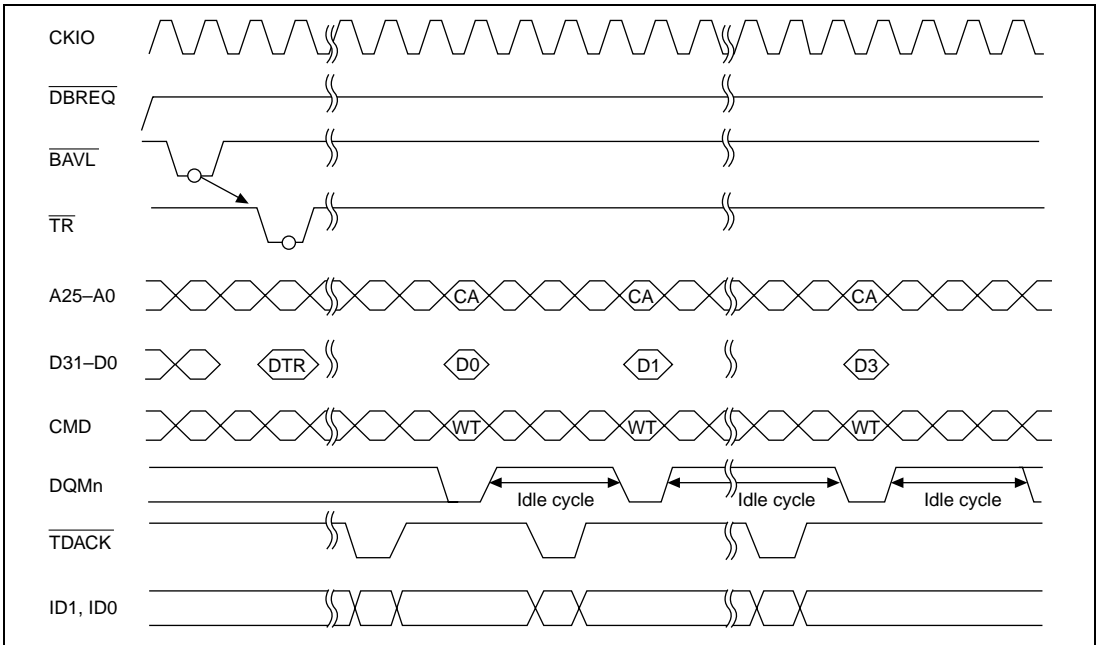 CKIO
DBREQ
BAVL
TR
A25–A0 CA CA CA
D31–D0 DTR D0 D1 D3
CMD WT WT WT
DQMn Idle cycle Idle cycle Idle cycle
TDACK
ID1, ID0